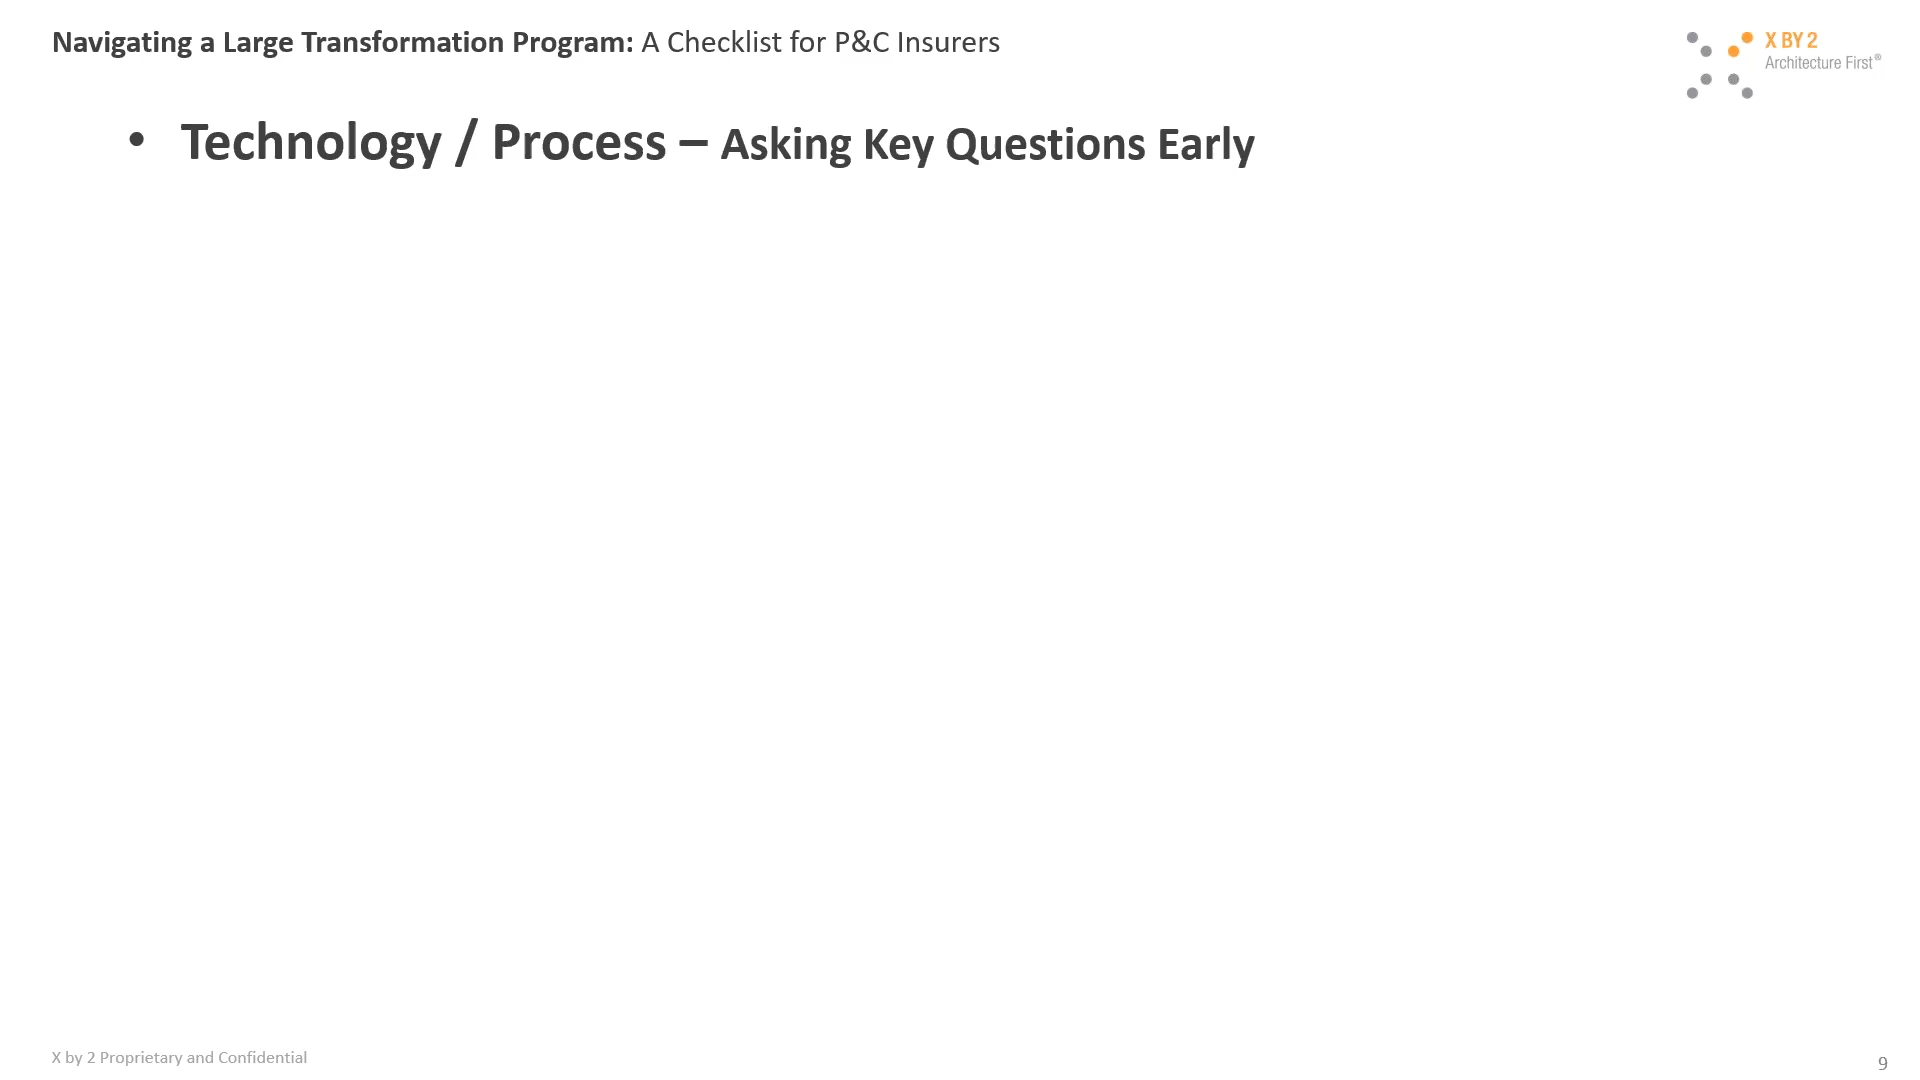 Navigating a Large Transformation Program: A Checklist for P&C Insurers
X BY 2
Architecture First®
• Technology / Process – Asking Key Questions Early
X by 2 Proprietary and Confidential
9